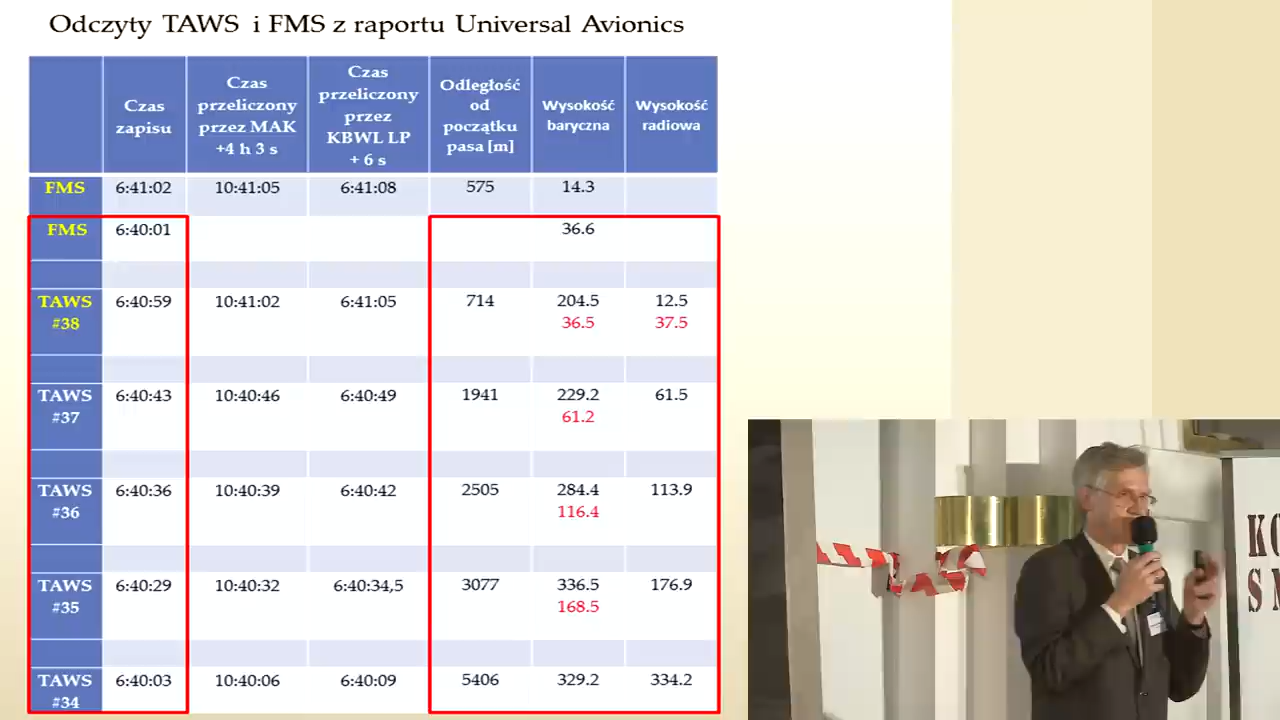 Odczyty TAWS i FMS z raportu Universal Avionics
Czas zapisu
Czas przeliczony przez MAK +4 h 3 s
Czas przeliczony przez KBWL LP + 6 s
Odległość od początku pasa [m]
Wysokość baryczna
Wysokość radiowa
FMS 6:41:02 10:41:05 6:41:08 575 14.3
FMS 6:40:01 36.6
TAWS 6:40:59 10:41:02 6:41:05 714 204.5 12.5
#38 36.5 37.5
TAWS 6:40:43 10:40:46 6:40:49 1941 229.2 61.5
#37 61.2
TAWS 6:40:36 10:40:39 6:40:42 2505 284.4 113.9
#36 116.4
TAWS 6:40:29 10:40:32 6:40:34,5 3077 336.5 176.9
#35 168.5
TAWS 6:40:03 10:40:06 6:40:09 5406 329.2 334.2
#34